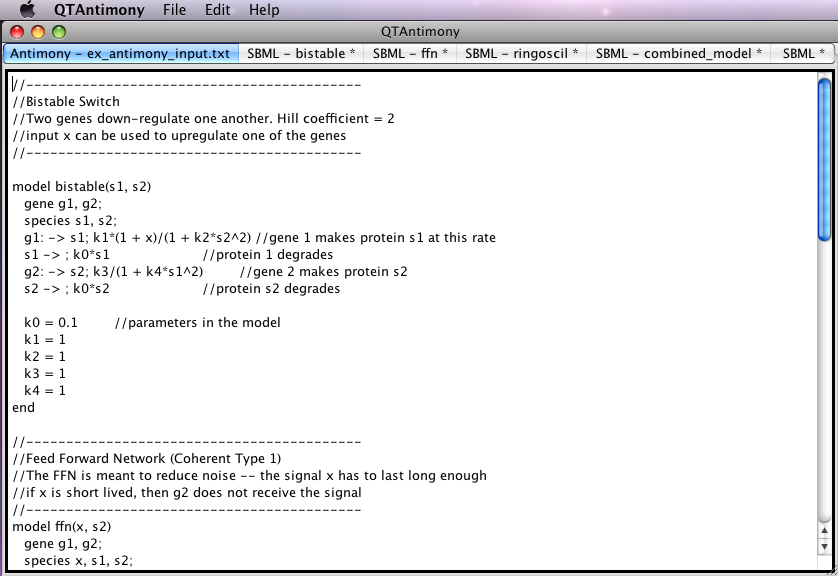 QTAntimony File Edit Help
QTAntimony
Antimony - ex_antimony_input.txt SBML - bistable * SBML - ffn * SBML - ringoscil * SBML - combined_model * SBML *
//-----------------------------------------
//Bistable Switch
//Two genes down-regulate one another. Hill coefficient = 2
//input x can be used to upregulate one of the genes
//-----------------------------------------
model bistable(s1, s2)
gene g1, g2;
species s1, s2;
g1: -> s1; k1*(1 + x)/(1 + k2*s2^2) //gene 1 makes protein s1 at this rate
s1 -> ; k0*s1 //protein 1 degrades
g2: -> s2; k3/(1 + k4*s1^2) //gene 2 makes protein s2
s2 -> ; k0*s2 //protein s2 degrades
k0 = 0.1 //parameters in the model
k1 = 1
k2 = 1
k3 = 1
k4 = 1
end
//-----------------------------------------
//Feed Forward Network (Coherent Type 1)
//The FFN is meant to reduce noise -- the signal x has to last long enough
//if x is short lived, then g2 does not receive the signal
//-----------------------------------------
model ffn(x, s2)
gene g1, g2;
species x, s1, s2;